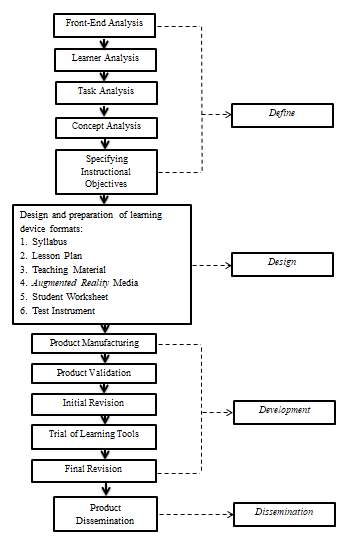 Front-End Analysis
Learner Analysis
Task Analysis
Concept Analysis
Specifying
Instructional
Objectives
Define
Design and preparation of learning
device formats:
1. Syllabus
2. Lesson Plan
3. Teaching Material
4. Augmented Reality Media
5. Student Worksheet
6. Test Instrument
Design
Product Manufacturing
Product Validation
Initial Revision
Trial of Learning Tools
Final Revision
Development
Product
Dissemination
Dissemination